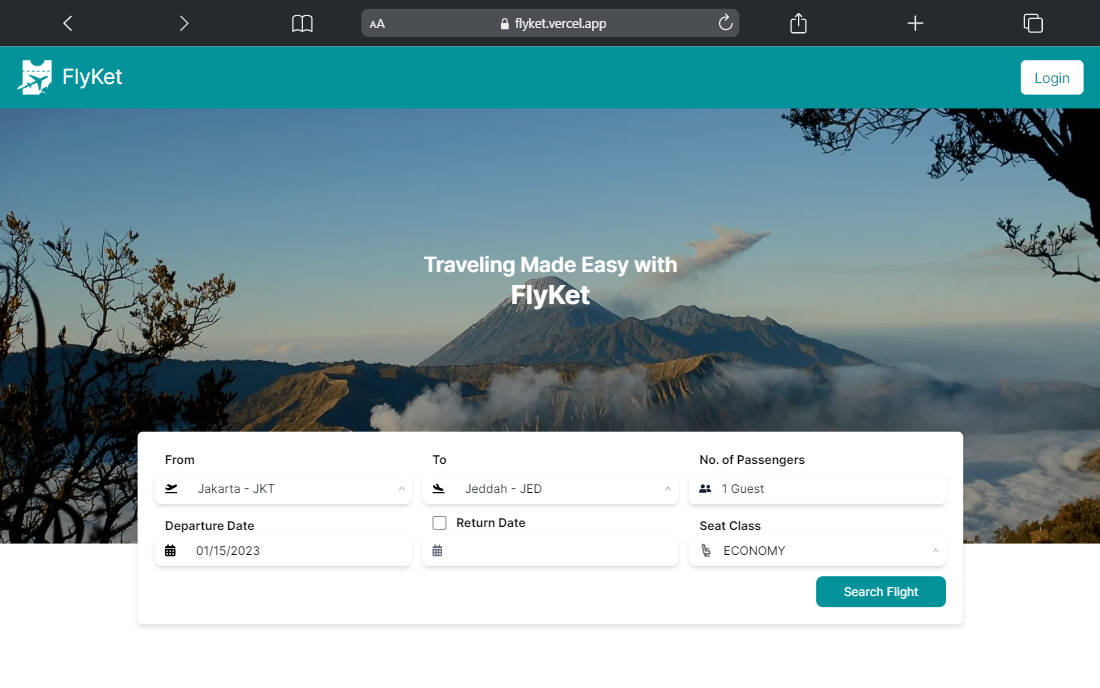 AA
flyket.vercel.app
FlyKet
Login
Traveling Made Easy with
FlyKet
From
To
No. of Passengers
Jakarta - JKT
Jeddah - JED
1 Guest
Departure Date
Return Date
Seat Class
01/15/2023
ECONOMY
Search Flight